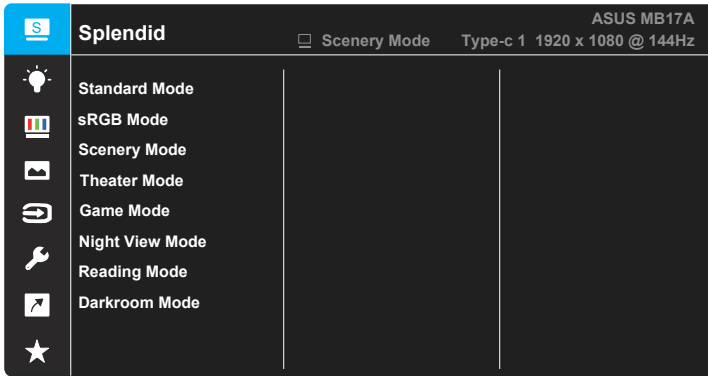 S
Splendid
ASUS MB17A
Scenery Mode Type-c 1 1920 x 1080 @ 144Hz
Standard Mode
sRGB Mode
Scenery Mode
Theater Mode
Game Mode
Night View Mode
Reading Mode
Darkroom Mode